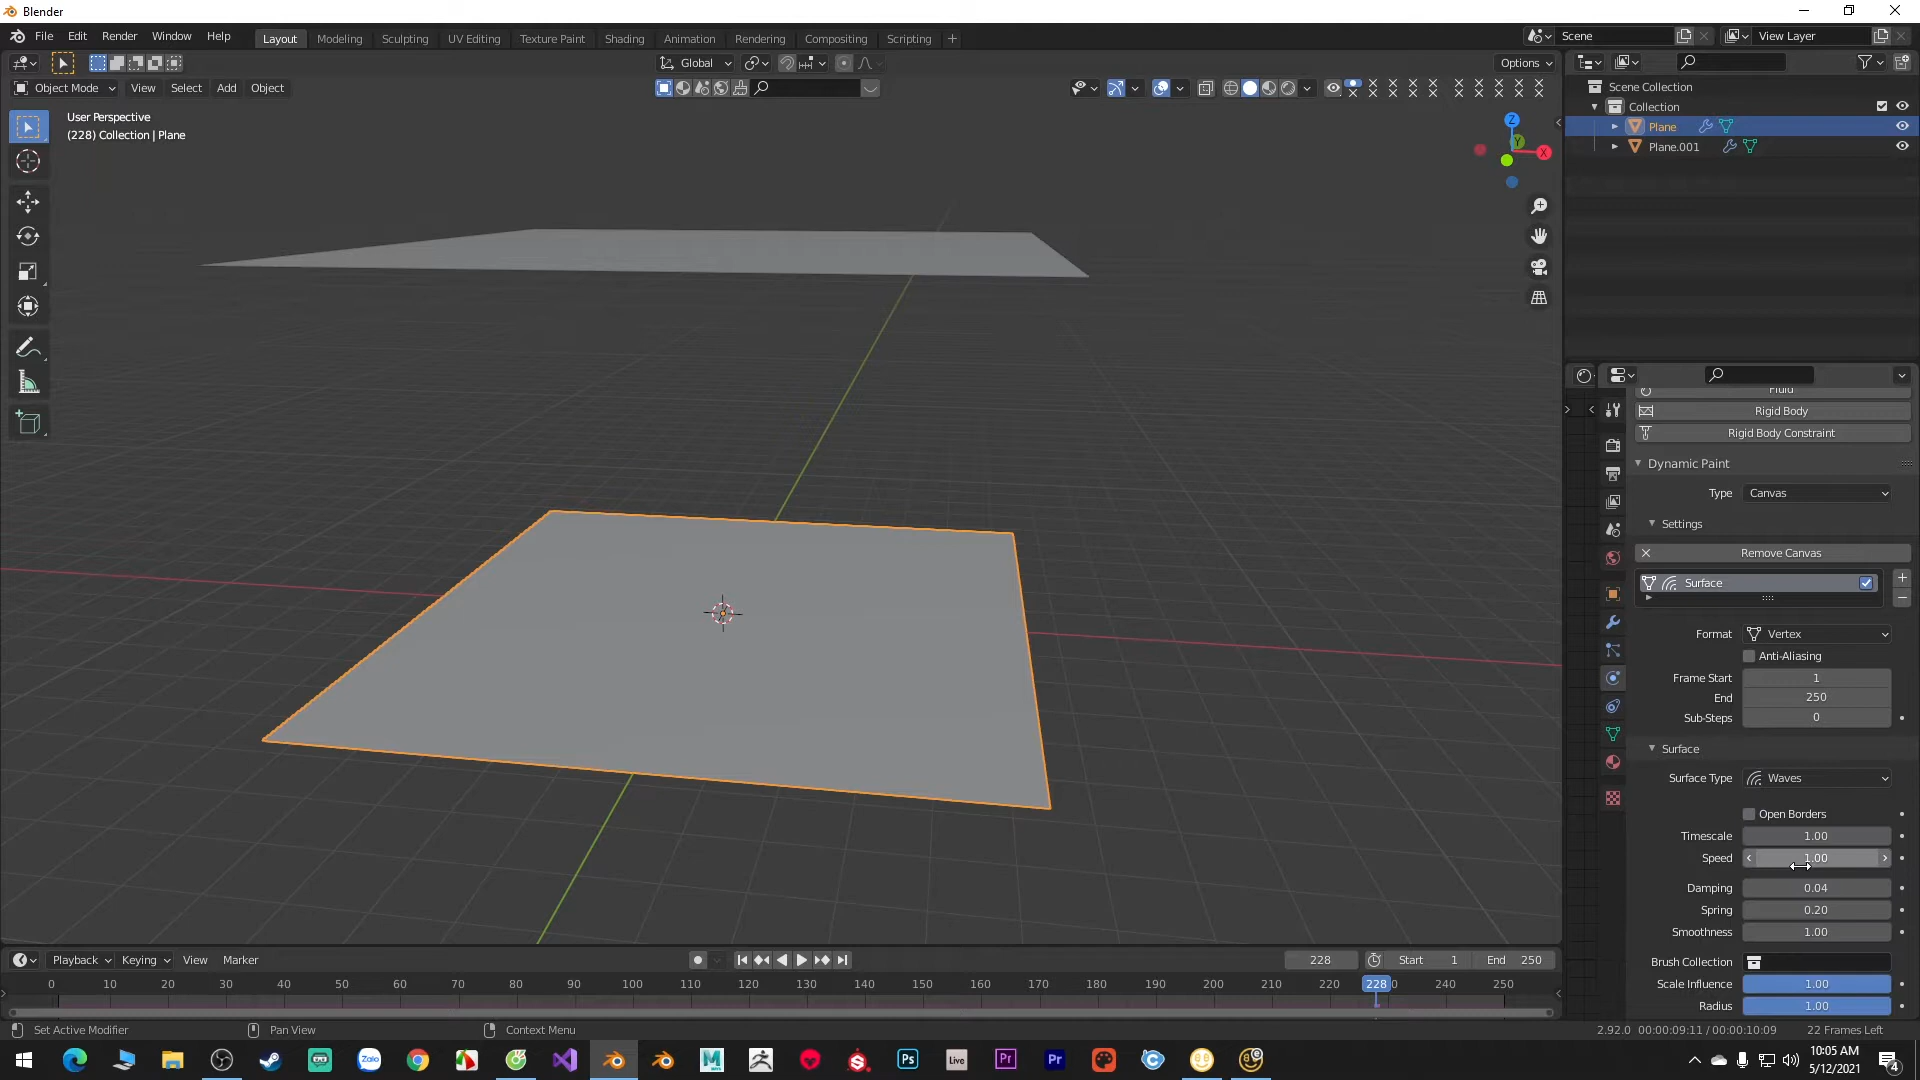 Blender
File Edit Render Window Help
Layout Modeling Sculpting UV Editing Texture Paint Shading Animation Rendering Compositing Scripting +
Scene
View Layer
Global
Options
Object Mode View Select Add Object
User Perspective
(228) Collection | Plane
Z
Y
X
Scene Collection
Collection
Plane
Plane.001
Fluid
Rigid Body
Rigid Body Constraint
Dynamic Paint
Type Canvas
Settings
Remove Canvas
Surface
Format Vertex
Anti-Aliasing
Frame Start 1
End 250
Sub-Steps 0
Surface
Surface Type Waves
Open Borders
Timescale 1.00
Speed 1.00
Damping 0.04
Spring 0.20
Smoothness 1.00
Brush Collection
Scale Influence 1.00
Radius 1.00
Playback Keying View Marker
228 Start 1 End 250
0 10 20 30 40 50 60 70 80 90 100 110 120 130 140 150 160 170 180 190 200 210 220 228 0 240 250
Set Active Modifier Pan View Context Menu
2.92.0 00:00:09:11 / 00:00:10:09 22 Frames Left
Zalo
M
Ps
Live
Pr
Pr
10:05 AM
5/12/2021
4